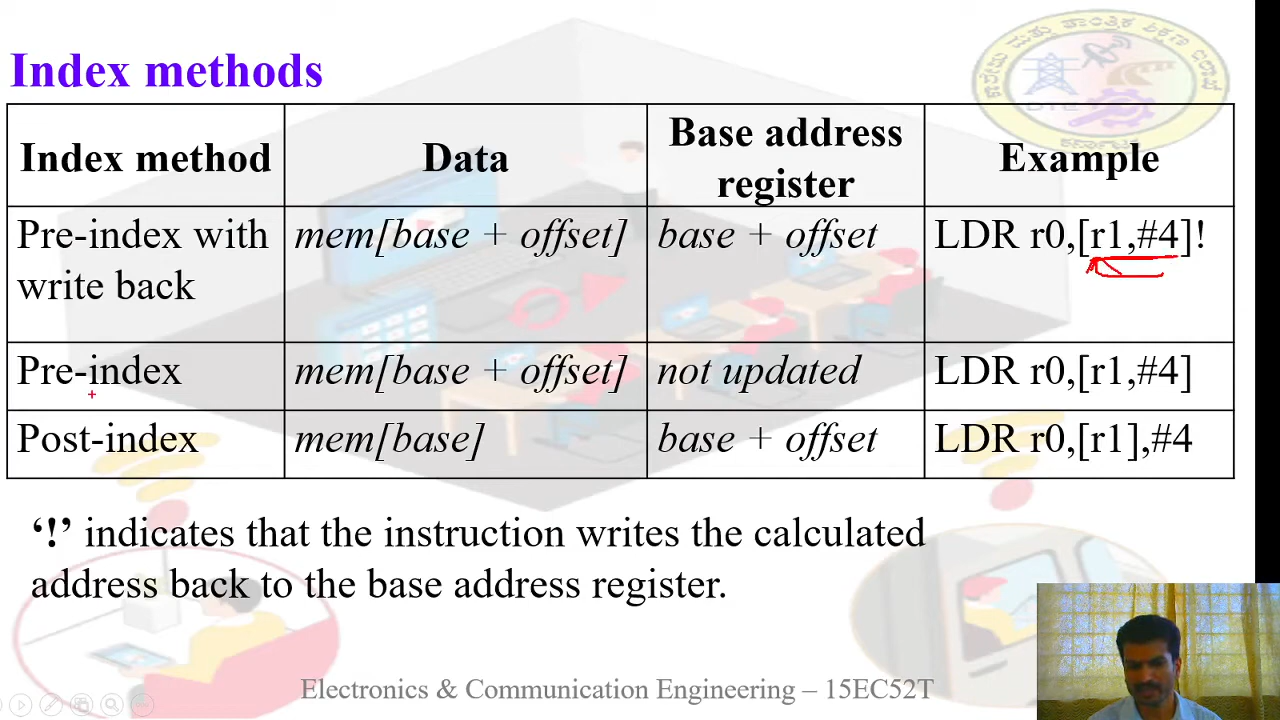 Index methods
Index method Data Base address register Example
Pre-index with write back mem[base + offset] base + offset LDR r0,[r1,#4]!
Pre-index mem[base + offset] not updated LDR r0,[r1,#4]
Post-index mem[base] base + offset LDR r0,[r1],#4
‘!’ indicates that the instruction writes the calculated
address back to the base address register.
Electronics & Communication Engineering – 15EC52T